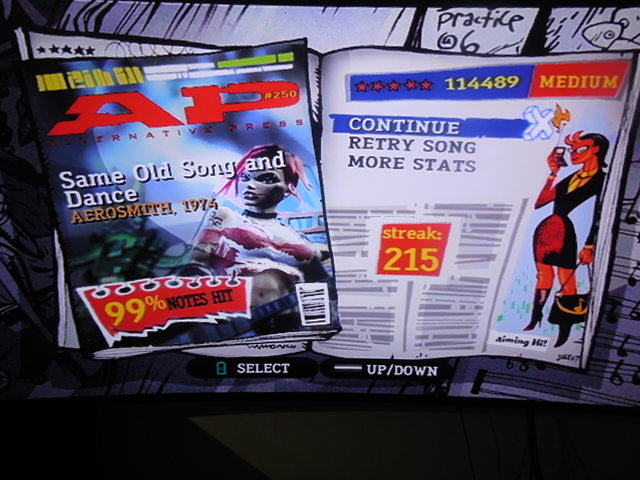 Practice
06
AP
#250
ALTERNATIVE PRESS
Same Old Song and
Dance
AEROSMITH, 1974
99% NOTES HIT
114489 MEDIUM
CONTINUE
RETRY SONG
MORE STATS
streak:
215
Aiming Hi!
SELECT
UP/DOWN